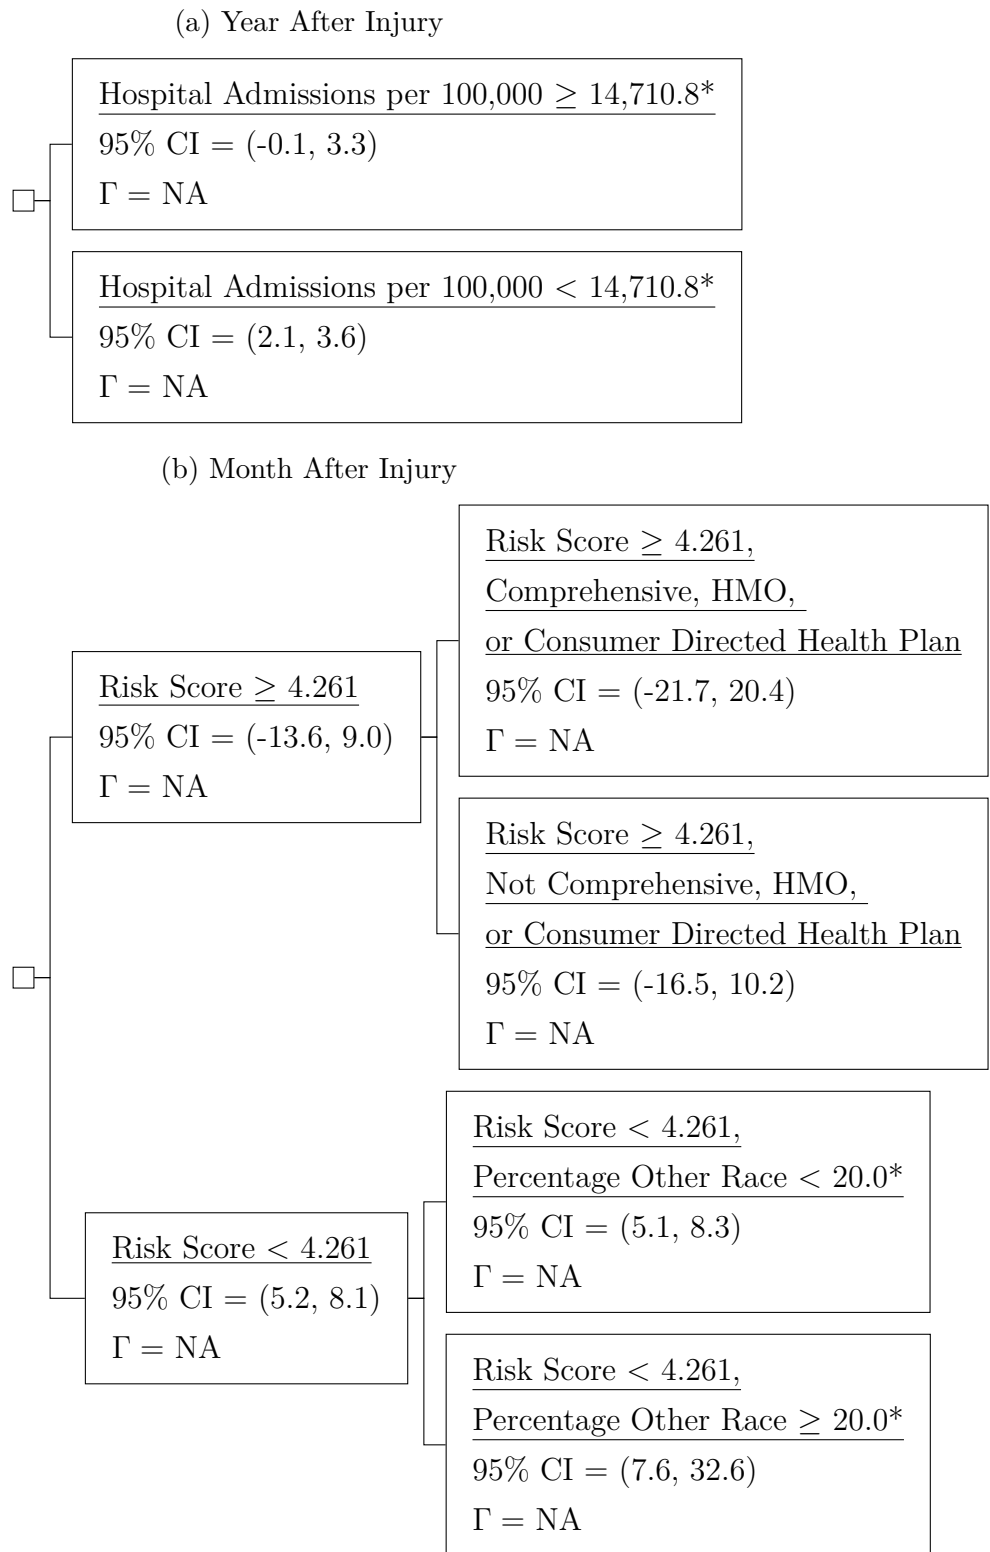 (a) Year After Injury
Hospital Admissions per 100,000 ≥ 14,710.8*
95% CI = (-0.1, 3.3)
Γ = NA
Hospital Admissions per 100,000 < 14,710.8*
95% CI = (2.1, 3.6)
Γ = NA
(b) Month After Injury
Risk Score ≥ 4.261
95% CI = (-13.6, 9.0)
Γ = NA
Risk Score ≥ 4.261,
Comprehensive, HMO,
or Consumer Directed Health Plan
95% CI = (-21.7, 20.4)
Γ = NA
Risk Score ≥ 4.261,
Not Comprehensive, HMO,
or Consumer Directed Health Plan
95% CI = (-16.5, 10.2)
Γ = NA
Risk Score < 4.261
95% CI = (5.2, 8.1)
Γ = NA
Risk Score < 4.261,
Percentage Other Race < 20.0*
95% CI = (5.1, 8.3)
Γ = NA
Risk Score < 4.261,
Percentage Other Race ≥ 20.0*
95% CI = (7.6, 32.6)
Γ = NA